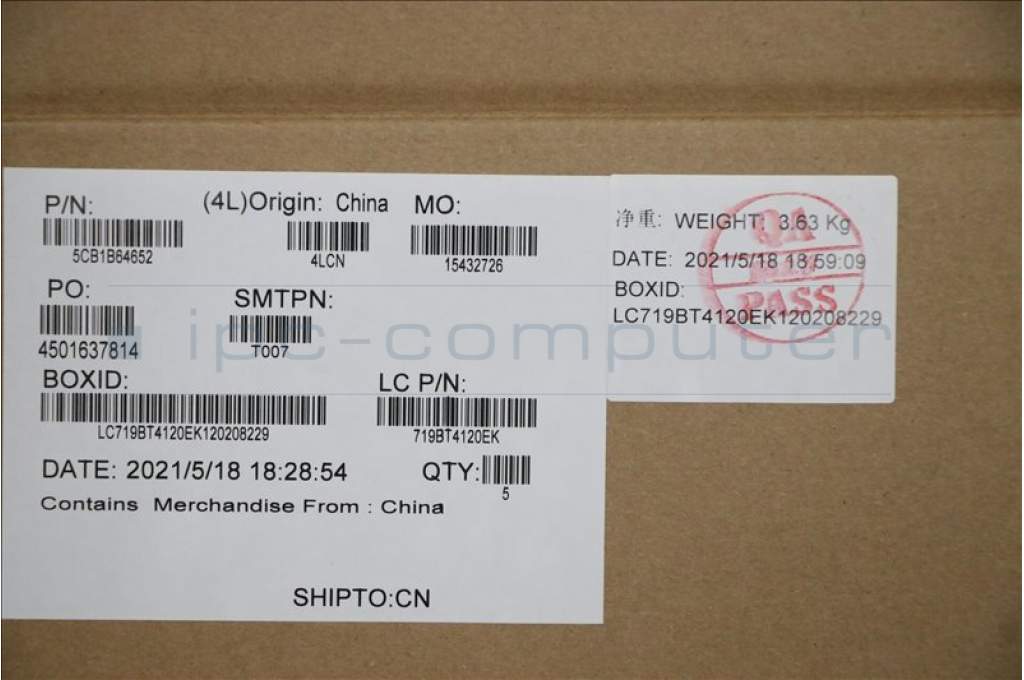 P/N:
5CB1B64652
(4L)Origin: China
4LCN
MO:
15432726
PO:
4501637814
SMTPN:
T007
BOXID:
LC719BT4120EK120208229
LC P/N:
719BT4120EK
DATE: 2021/5/18 18:28:54
QTY:
5
Contains Merchandise From : China
SHIPTO:CN
净重: WEIGHT: 3.63 Kg
DATE: 2021/5/18 18:59:09
BOXID:
LC719BT4120EK120208229
QA
PASS
ipc-computer